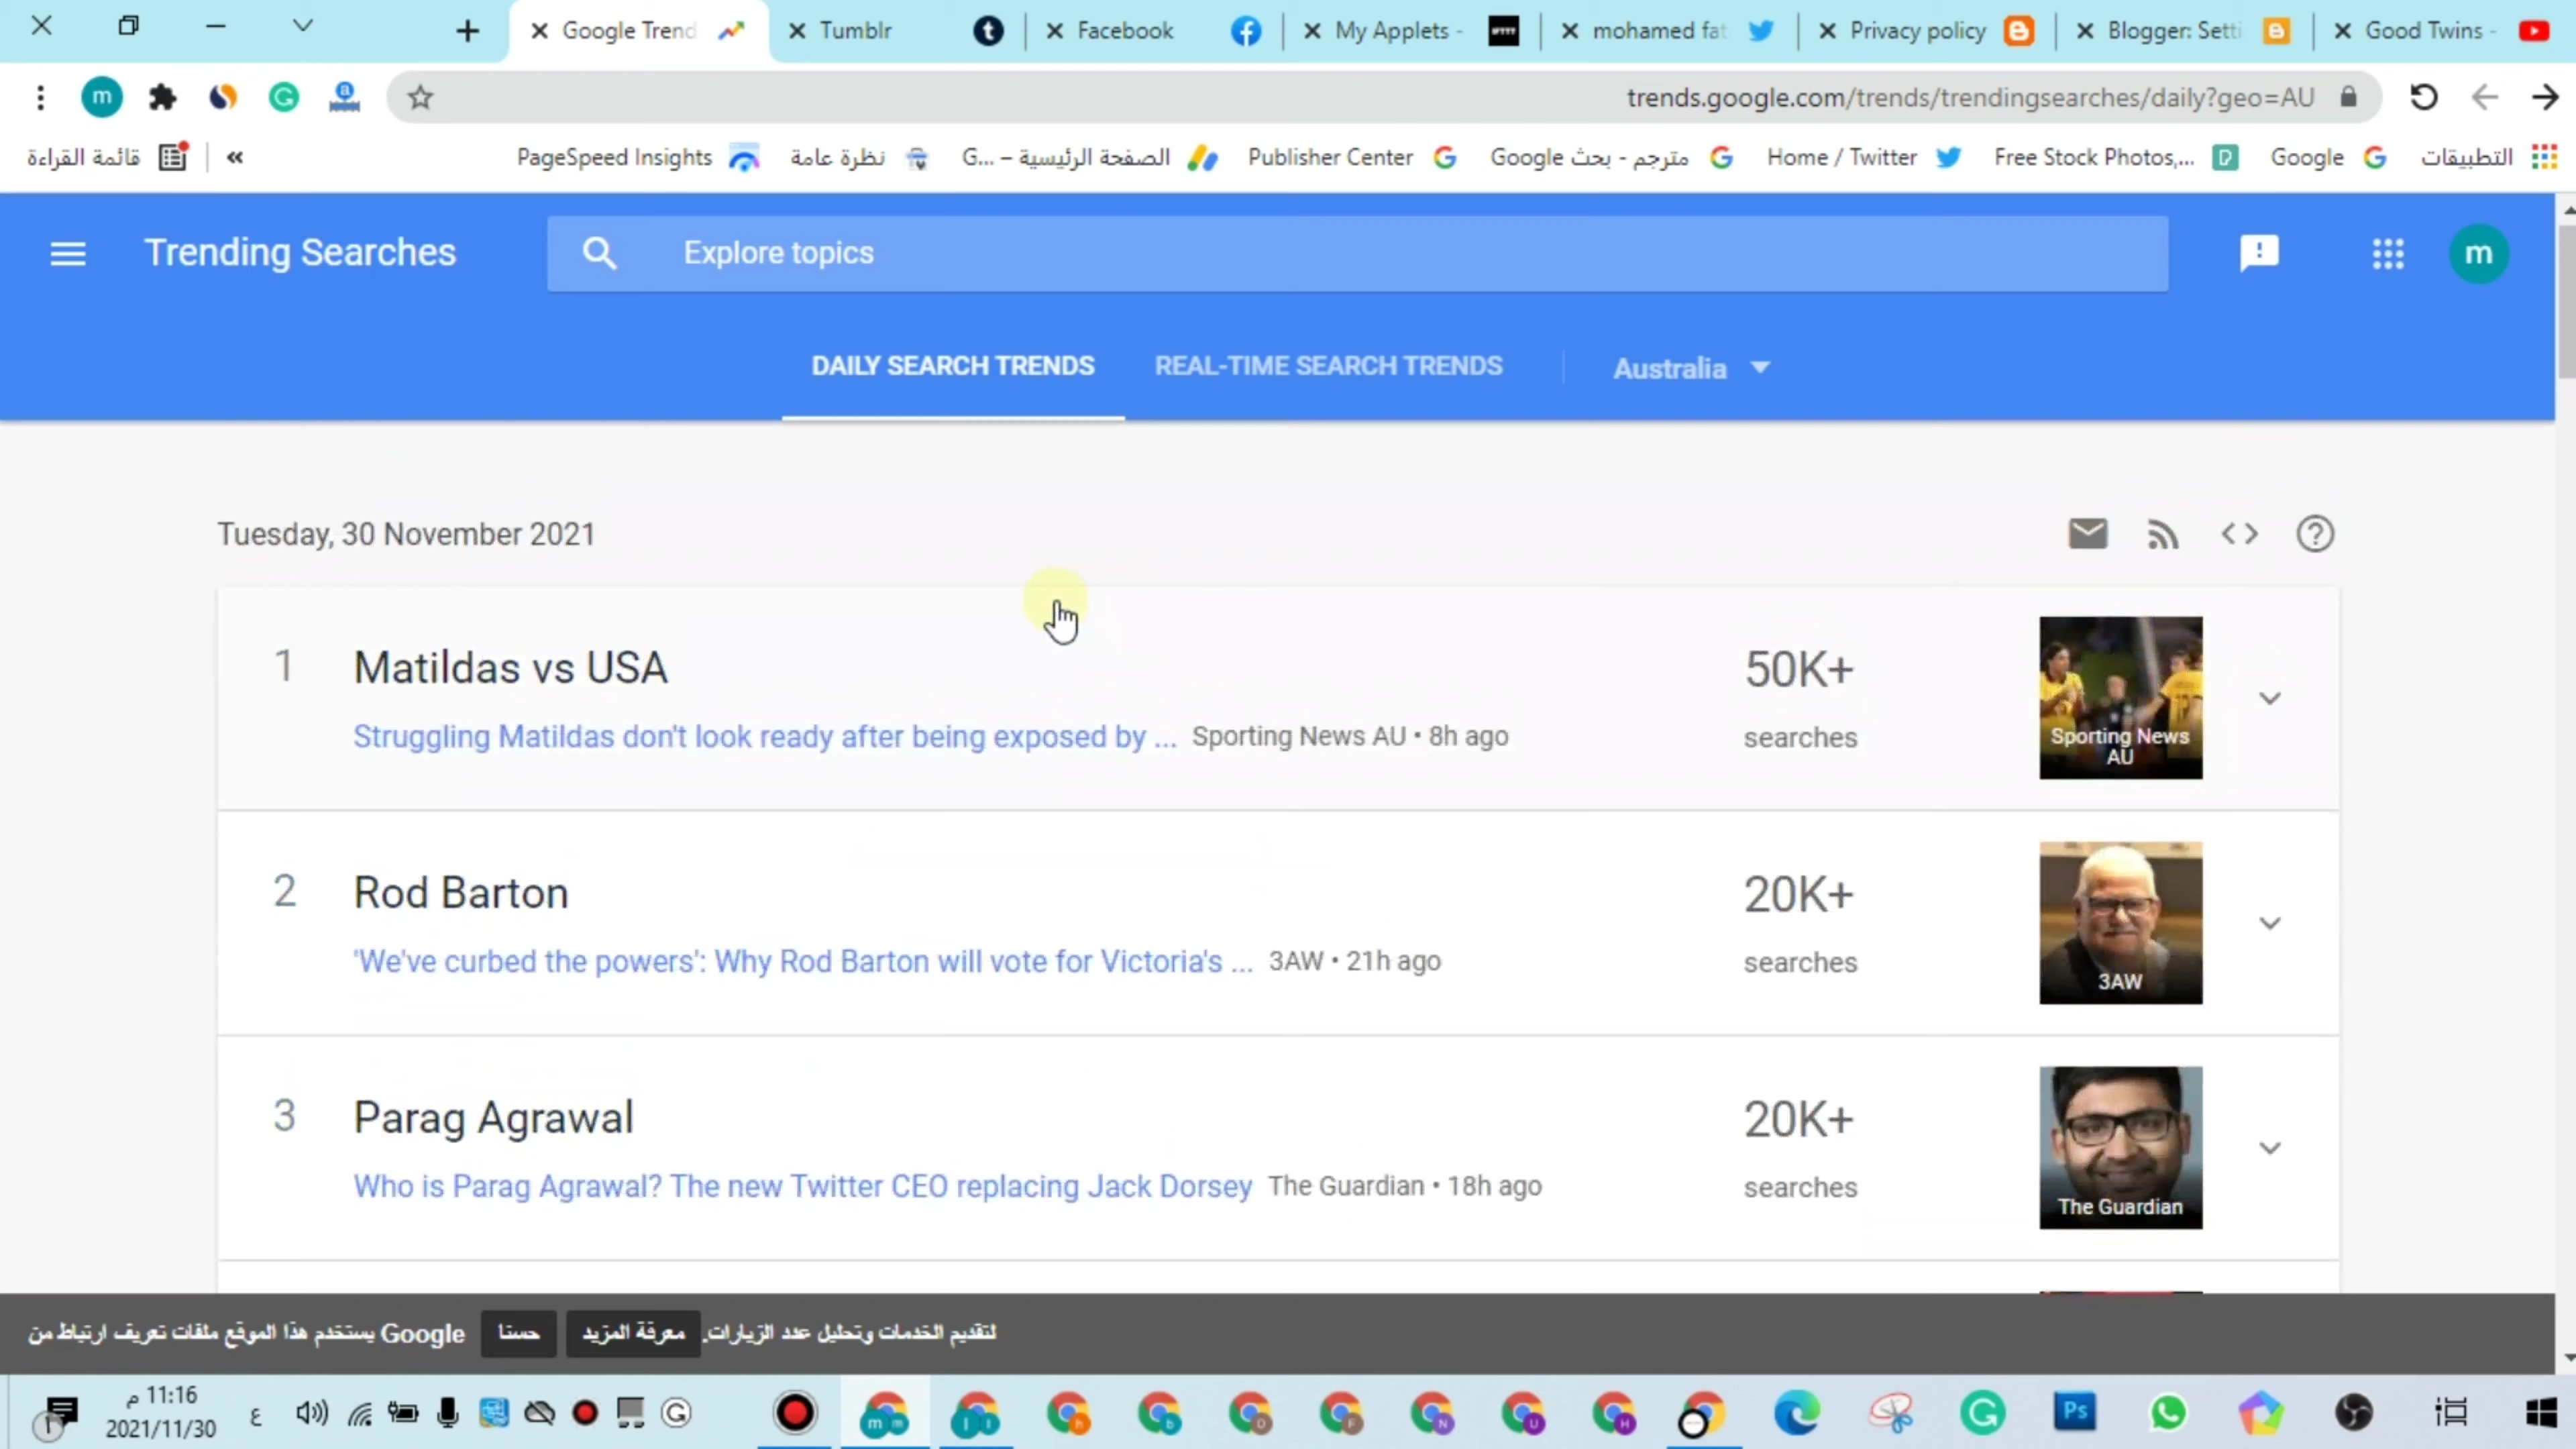 Google Trend
Tumblr
Facebook
My Applets -
mohamed fat
Privacy policy
Blogger: Setti
Good Twins -
trends.google.com/trends/trendingsearches/daily?geo=AU
قائمة القراءة
«
PageSpeed Insights
نظرة عامة
الصفحة الرئيسية – G...
Publisher Center
مترجم - بحث Google
Home / Twitter
Free Stock Photos,...
Google
التطبيقات
Trending Searches
Explore topics
m
DAILY SEARCH TRENDS
REAL-TIME SEARCH TRENDS
Australia
Tuesday, 30 November 2021
1
Matildas vs USA
Struggling Matildas don't look ready after being exposed by ... Sporting News AU • 8h ago
50K+
searches
Sporting News
AU
2
Rod Barton
'We've curbed the powers': Why Rod Barton will vote for Victoria's ... 3AW • 21h ago
20K+
searches
3AW
3
Parag Agrawal
Who is Parag Agrawal? The new Twitter CEO replacing Jack Dorsey The Guardian • 18h ago
20K+
searches
The Guardian
يستخدم هذا الموقع ملفات تعريف ارتباط من Google
حسنا
معرفة المزيد
لتقديم الخدمات وتحليل عدد الزيارات.
11:16 م
2021/11/30
ع
Ps